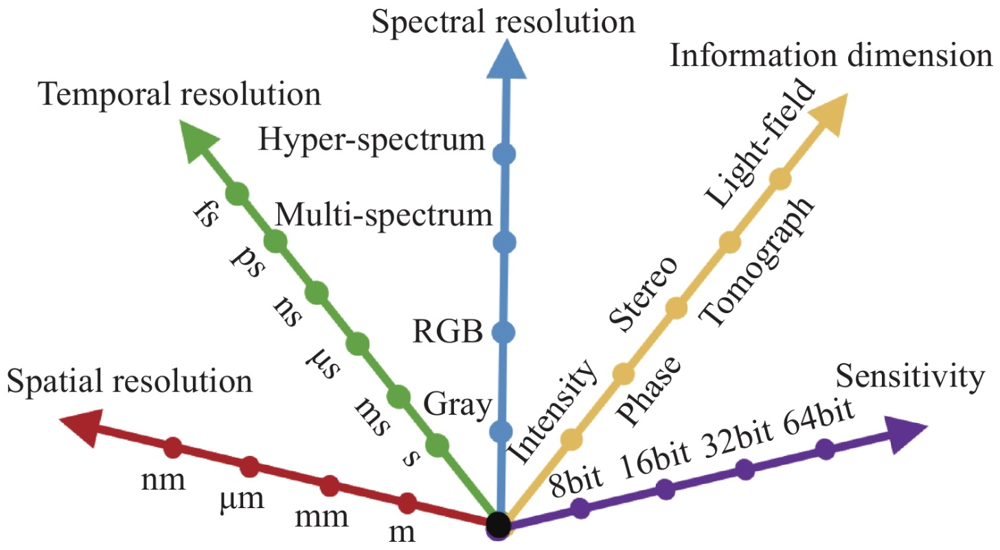 Spectral resolution
Information dimension
Temporal resolution
Hyper-spectrum
Multi-spectrum
RGB
Gray
fs
ps
ns
μs
ms
s
Light-field
Tomograph
Stereo
Phase
Intensity
Spatial resolution
nm
μm
mm
m
Sensitivity
8bit
16bit
32bit
64bit